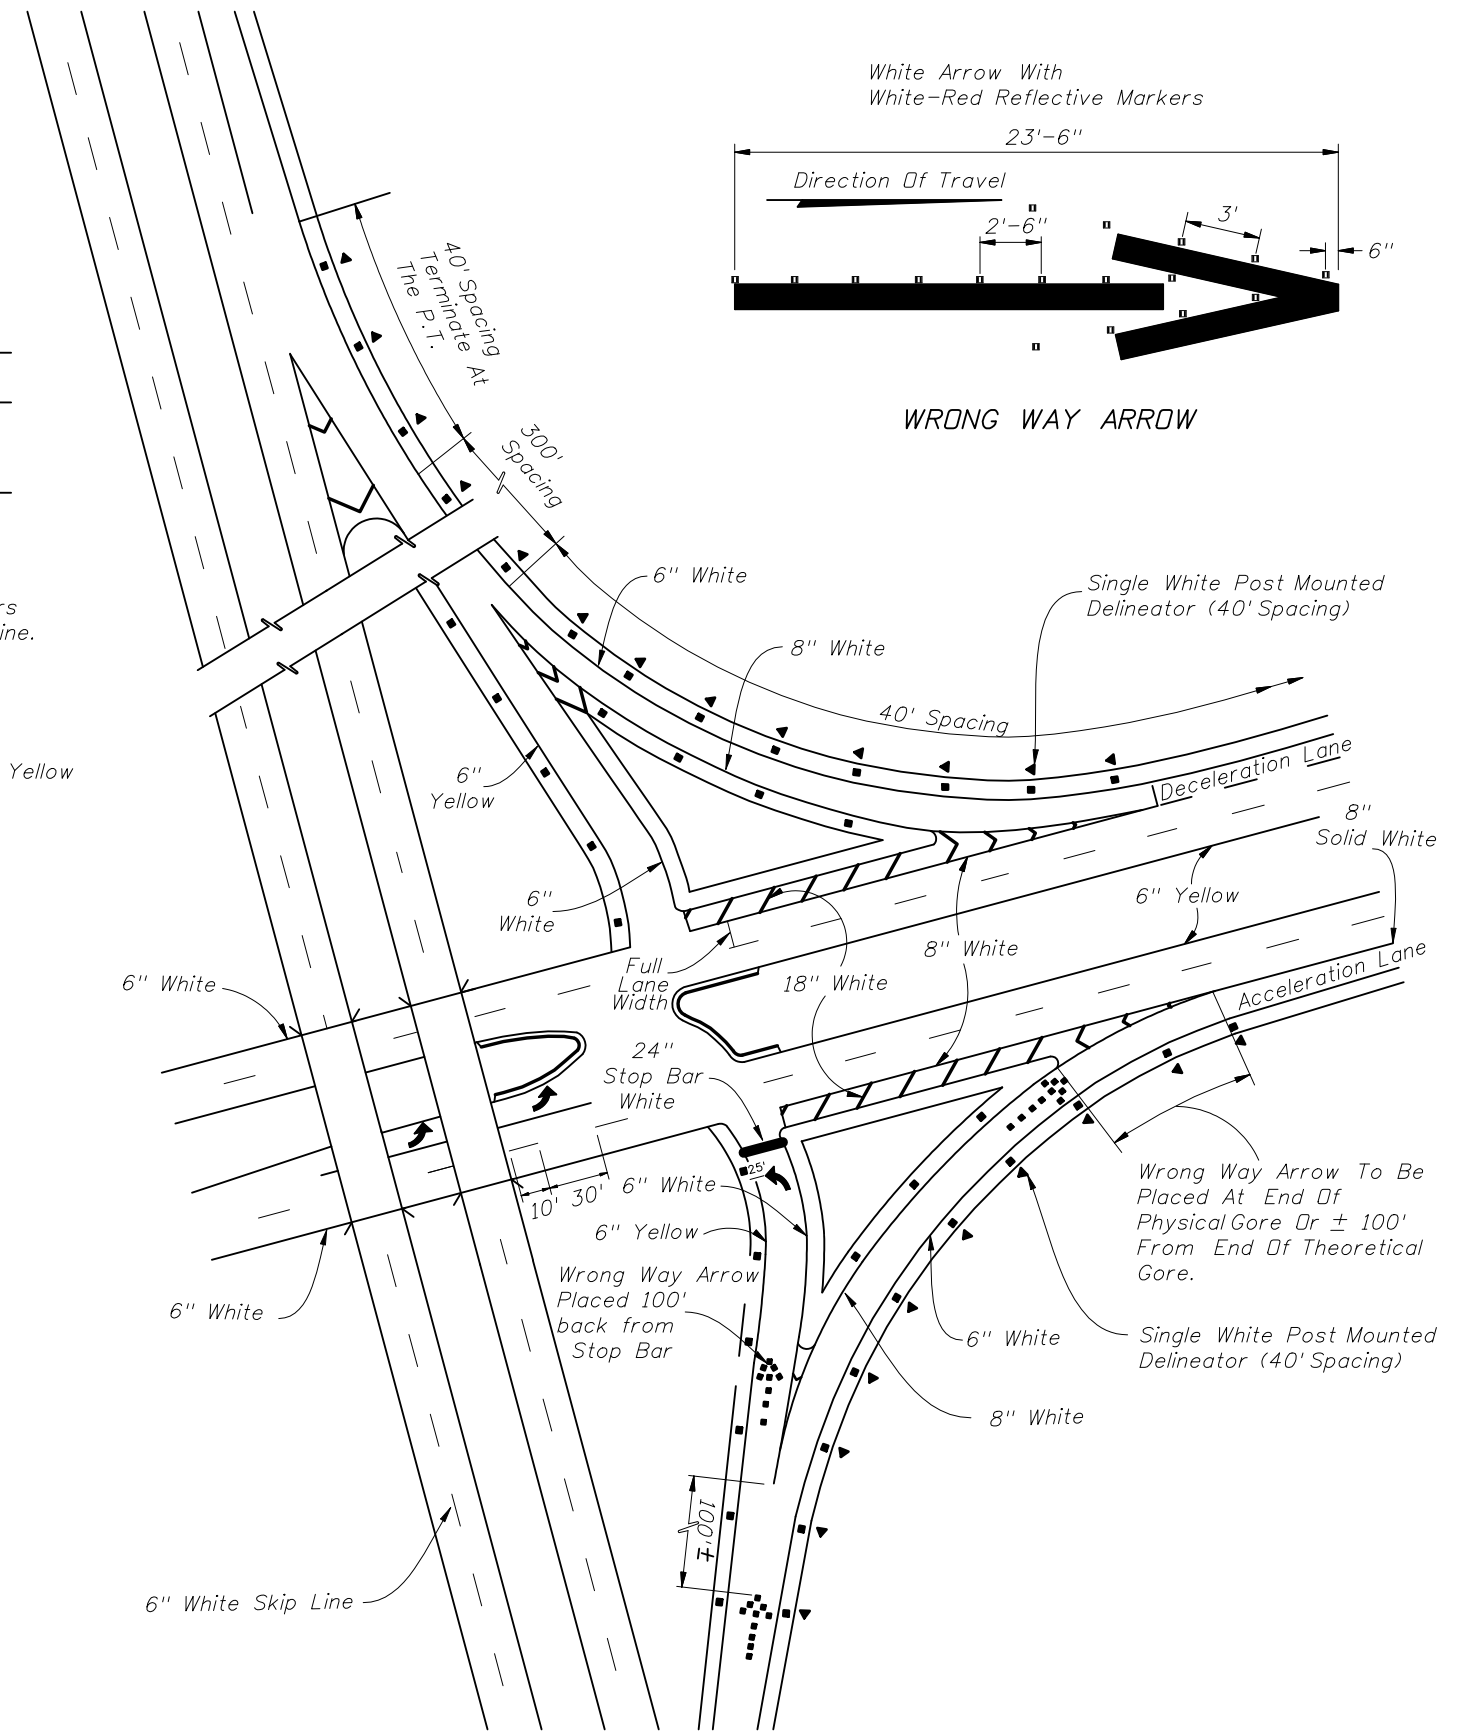 White Arrow With
White-Red Reflective Markers
23'-6"
Direction Of Travel
2'-6"
3'
6"
WRONG WAY ARROW
40' Spacing
Terminate At
The P.T.
300'
Spacing
6" White
Single White Post Mounted
Delineator (40' Spacing)
rs
ine.
8" White
40' Spacing
Deceleration Lane
Yellow
6"
Yellow
8"
Solid White
6" Yellow
6"
White
8" White
Full
Lane
Width
18" White
6" White
Acceleration Lane
24"
Stop Bar
White
25'
10'
30'
6" White
6" Yellow
Wrong Way Arrow To Be
Placed At End Of
Physical Gore Or ± 100'
From End Of Theoretical
Gore.
Wrong Way Arrow
Placed 100'
back from
Stop Bar
6" White
6" White
Single White Post Mounted
Delineator (40' Spacing)
8" White
100'±
6" White Skip Line